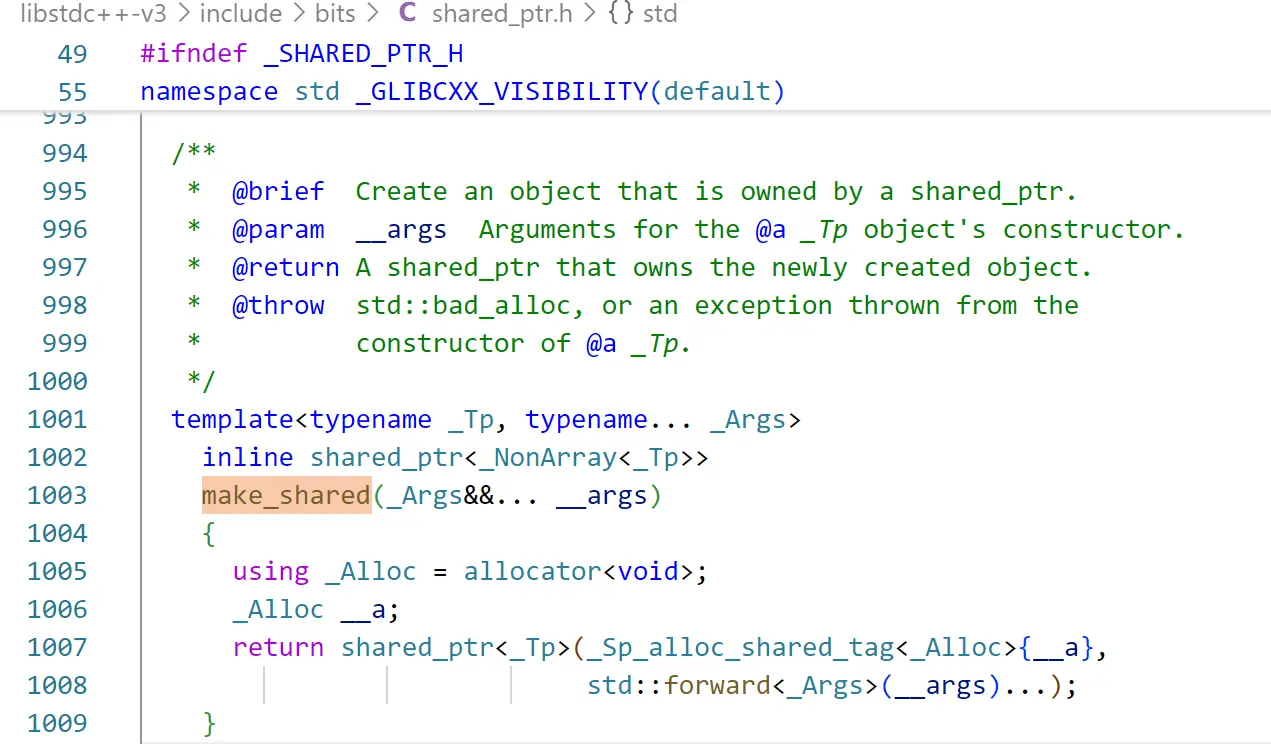 libstdc++-v3 > include > bits > C shared_ptr.h > {} std
49 #ifndef _SHARED_PTR_H
55 namespace std _GLIBCXX_VISIBILITY(default)
993
994 /**
995 * @brief Create an object that is owned by a shared_ptr.
996 * @param __args Arguments for the @a _Tp object's constructor.
997 * @return A shared_ptr that owns the newly created object.
998 * @throw std::bad_alloc, or an exception thrown from the
999 * constructor of @a _Tp.
1000 */
1001 template<typename _Tp, typename... _Args>
1002 inline shared_ptr<_NonArray<_Tp>>
1003 make_shared(_Args&&... __args)
1004 {
1005 using _Alloc = allocator<void>;
1006 _Alloc __a;
1007 return shared_ptr<_Tp>(_Sp_alloc_shared_tag<_Alloc>{__a},
1008 std::forward<_Args>(__args)...);
1009 }